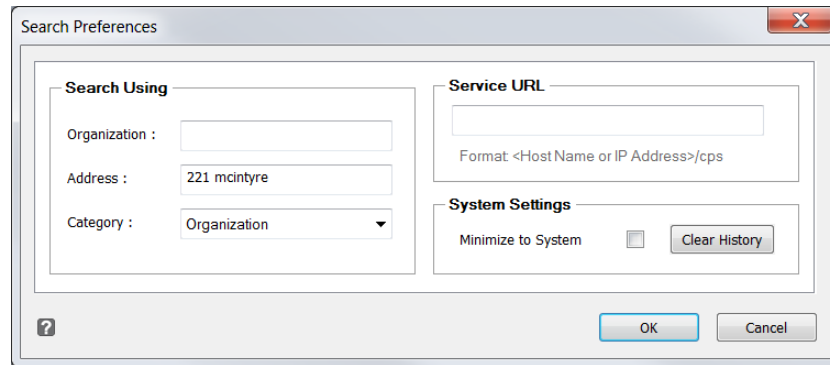 Search Preferences
Search Using
Organization :
Address :
221 mcintyre
Category :
Organization
Service URL
Format <Host Name or IP Address>/cps
System Settings
Minimize to System
Clear History
?
OK
Cancel